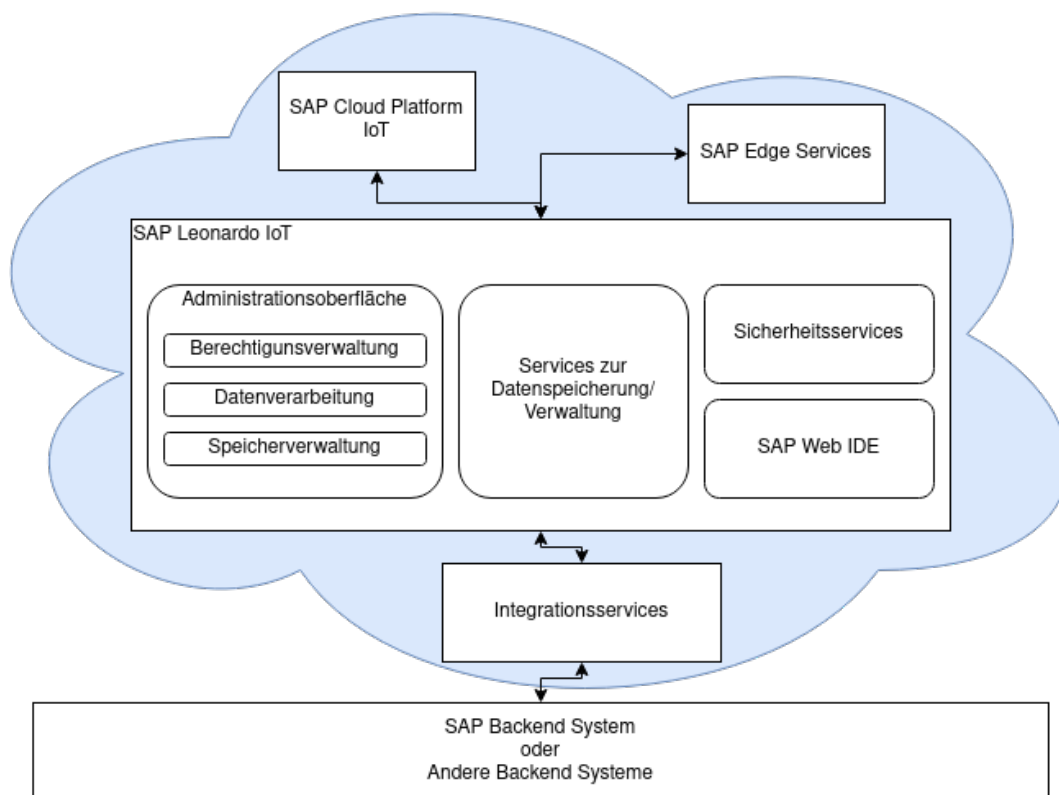 SAP Cloud Platform
IoT
SAP Edge Services
SAP Leonardo IoT
Administrationsoberfläche
Berechtigunsverwaltung
Datenverarbeitung
Speicherverwaltung
Services zur
Datenspeicherung/
Verwaltung
Sicherheitsservices
SAP Web IDE
Integrationsservices
SAP Backend System
oder
Andere Backend Systeme